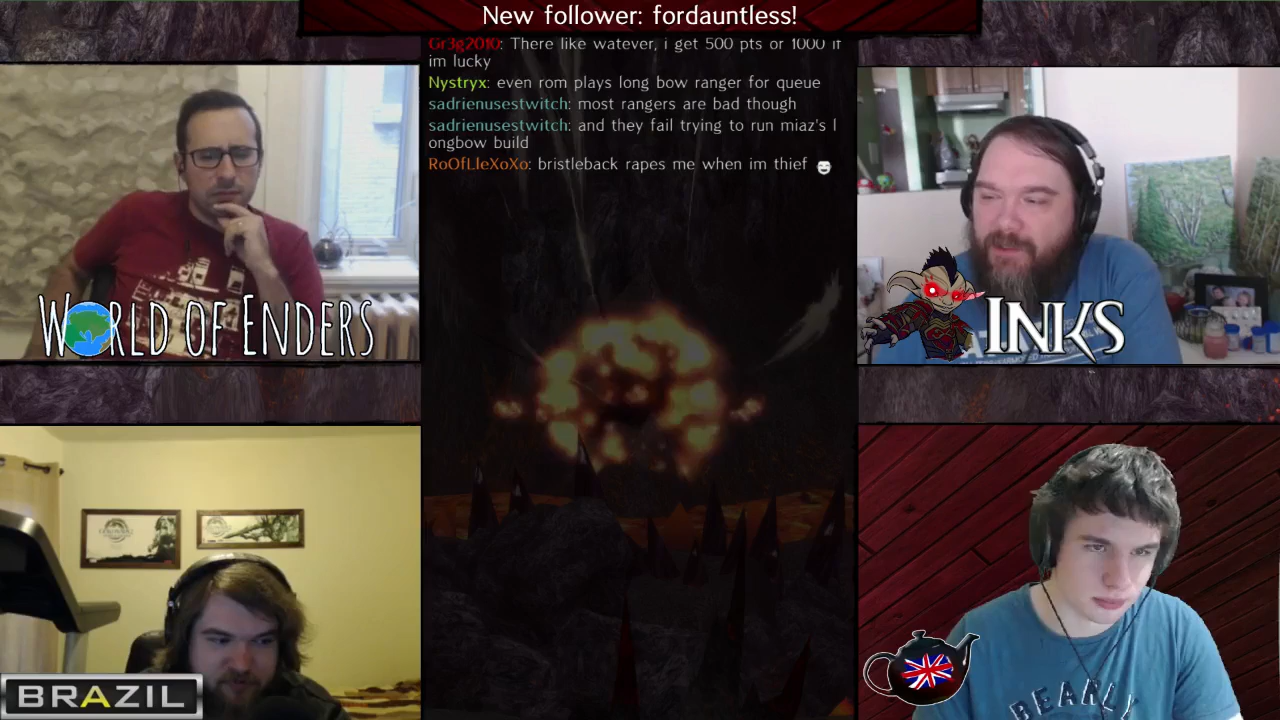 New follower: fordauntless!
Gr3g2010: There like watever, i get 500 pts or 1000 if
im lucky
Nystryx: even rom plays long bow ranger for queue
sadrienusestwitch: most rangers are bad though
sadrienusestwitch: and they fail trying to run miaz's l
ongbow build
RoOfLleXoXo: bristleback rapes me when im thief
WORLD OF ENDERS
INKS
BRAZIL
BEARLY